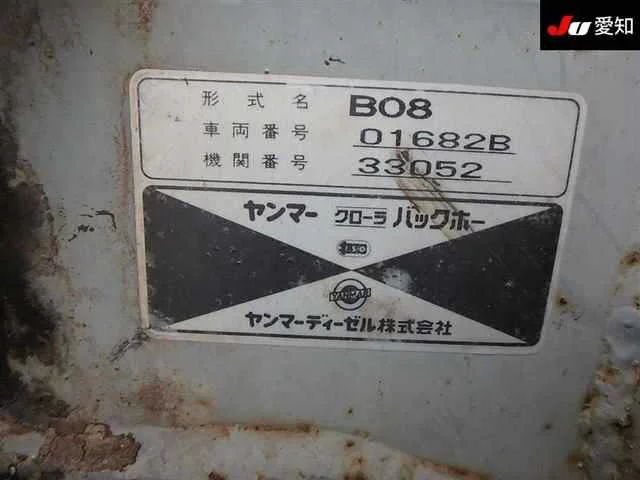 JU 愛知
形式名 B08
車両番号 01682B
機関番号 33052
ヤンマー クローラ バックホー
YANMAR
ヤンマーディーゼル株式会社